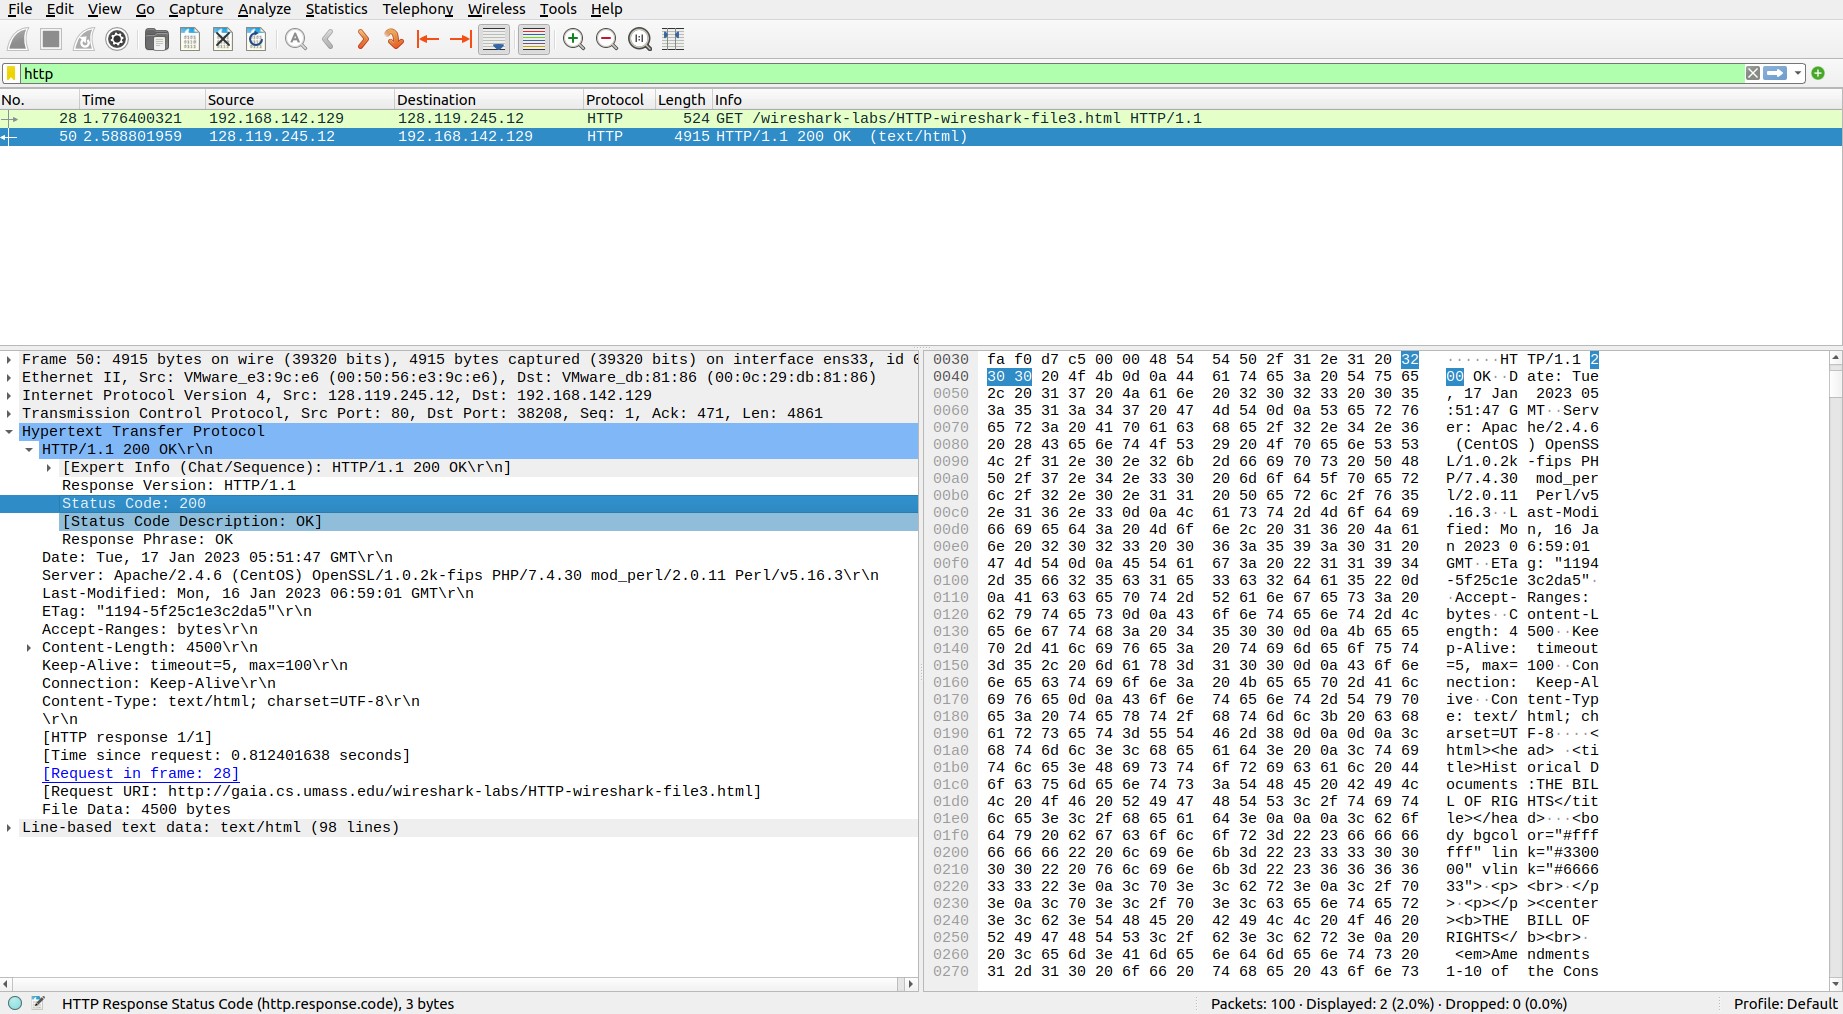 File Edit View Go Capture Analyze Statistics Telephony Wireless Tools Help
http
No. Time Source Destination Protocol Length Info
28 1.776400321 192.168.142.129 128.119.245.12 HTTP 524 GET /wireshark-labs/HTTP-wireshark-file3.html HTTP/1.1
50 2.588801959 128.119.245.12 192.168.142.129 HTTP 4915 HTTP/1.1 200 OK (text/html)
Frame 50: 4915 bytes on wire (39320 bits), 4915 bytes captured (39320 bits) on interface ens33, id
Ethernet II, Src: VMware_e3:9c:e6 (00:50:56:e3:9c:e6), Dst: VMware_db:81:86 (00:0c:29:db:81:86)
Internet Protocol Version 4, Src: 128.119.245.12, Dst: 192.168.142.129
Transmission Control Protocol, Src Port: 80, Dst Port: 38208, Seq: 1, Ack: 471, Len: 4861
Hypertext Transfer Protocol
HTTP/1.1 200 OK\r\n
[Expert Info (Chat/Sequence): HTTP/1.1 200 OK\r\n]
Response Version: HTTP/1.1
Status Code: 200
[Status Code Description: OK]
Response Phrase: OK
Date: Tue, 17 Jan 2023 05:51:47 GMT\r\n
Server: Apache/2.4.6 (CentOS) OpenSSL/1.0.2k-fips PHP/7.4.30 mod_perl/2.0.11 Perl/v5.16.3\r\n
Last-Modified: Mon, 16 Jan 2023 06:59:01 GMT\r\n
ETag: "1194-5f25c1e3c2da5"\r\n
Accept-Ranges: bytes\r\n
Content-Length: 4500\r\n
Keep-Alive: timeout=5, max=100\r\n
Connection: Keep-Alive\r\n
Content-Type: text/html; charset=UTF-8\r\n
\r\n
[HTTP response 1/1]
[Time since request: 0.812401638 seconds]
[Request in frame: 28]
[Request URI: http://gaia.cs.umass.edu/wireshark-labs/HTTP-wireshark-file3.html]
File Data: 4500 bytes
Line-based text data: text/html (98 lines)
0030 fa f0 d7 c5 00 00 48 54 54 50 2f 31 2e 31 20 32 ······HT TP/1.1 2
0040 30 30 20 4f 4b 0d 0a 44 61 74 65 3a 20 54 75 65 00 OK··D ate: Tue
0050 2c 20 31 37 20 4a 61 6e 20 32 30 32 33 20 30 35 , 17 Jan 2023 05
0060 3a 35 31 3a 34 37 20 47 4d 54 0d 0a 53 65 72 76 :51:47 G MT··Serv
0070 65 72 3a 20 41 70 61 63 68 65 2f 32 2e 34 2e 36 er: Apac he/2.4.6
0080 20 28 43 65 6e 74 4f 53 29 20 4f 70 65 6e 53 53 (CentOS ) OpenSS
0090 4c 2f 31 2e 30 2e 32 6b 2d 66 69 70 73 20 50 48 L/1.0.2k -fips PH
00a0 50 2f 37 2e 34 2e 33 30 20 6d 6f 64 5f 70 65 72 P/7.4.30 mod_per
00b0 6c 2f 32 2e 30 2e 31 31 20 50 65 72 6c 2f 76 35 l/2.0.11 Perl/v5
00c0 2e 31 36 2e 33 0d 0a 4c 61 73 74 2d 4d 6f 64 69 .16.3··L ast-Modi
00d0 66 69 65 64 3a 20 4d 6f 6e 2c 20 31 36 20 4a 61 fied: Mo n, 16 Ja
00e0 6e 20 32 30 32 33 20 30 36 3a 35 39 3a 30 31 20 n 2023 0 6:59:01
00f0 47 4d 54 0d 0a 45 54 61 67 3a 20 22 31 31 39 34 GMT··ETa g: "1194
0100 2d 35 66 32 35 63 31 65 33 63 32 64 61 35 22 0d -5f25c1e 3c2da5"·
0110 0a 41 63 63 65 70 74 2d 52 61 6e 67 65 73 3a 20 ·Accept- Ranges:
0120 62 79 74 65 73 0d 0a 43 6f 6e 74 65 6e 74 2d 4c bytes··C ontent-L
0130 65 6e 67 74 68 3a 20 34 35 30 30 0d 0a 4b 65 65 ength: 4 500··Kee
0140 70 2d 41 6c 69 76 65 3a 20 74 69 6d 65 6f 75 74 p-Alive: timeout
0150 3d 35 2c 20 6d 61 78 3d 31 30 30 0d 0a 43 6f 6e =5, max= 100··Con
0160 6e 65 63 74 69 6f 6e 3a 20 4b 65 65 70 2d 41 6c nection: Keep-Al
0170 69 76 65 0d 0a 43 6f 6e 74 65 6e 74 2d 54 79 70 ive··Con tent-Typ
0180 65 3a 20 74 65 78 74 2f 68 74 6d 6c 3b 20 63 68 e: text/ html; ch
0190 61 72 73 65 74 3d 55 54 46 2d 38 0d 0a 0d 0a 3c arset=UT F-8····<
01a0 68 74 6d 6c 3e 3c 68 65 61 64 3e 20 0a 3c 74 69 html><he ad> ·<ti
01b0 74 6c 65 3e 48 69 73 74 6f 72 69 63 61 6c 20 44 tle>Hist orical D
01c0 6f 63 75 6d 65 6e 74 73 3a 54 48 45 20 42 49 4c ocuments :THE BIL
01d0 4c 20 4f 46 20 52 49 47 48 54 53 3c 2f 74 69 74 L OF RIG HTS</tit
01e0 6c 65 3e 3c 2f 68 65 61 64 3e 0a 0a 0a 3c 62 6f le></hea d>···<bo
01f0 64 79 20 62 67 63 6f 6c 6f 72 3d 22 23 66 66 66 dy bgcol or="#fff
0200 66 66 66 22 20 6c 69 6e 6b 3d 22 23 33 33 30 30 fff" lin k="#3300
0210 30 30 22 20 76 6c 69 6e 6b 3d 22 23 36 36 36 36 00" vlin k="#6666
0220 33 33 22 3e 0a 3c 70 3e 3c 62 72 3e 0a 3c 2f 70 33">·<p> <br>·</p
0230 3e 0a 3c 70 3e 3c 2f 70 3e 3c 63 65 6e 74 65 72 >·<p></p ><center
0240 3e 3c 62 3e 54 48 45 20 42 49 4c 4c 20 4f 46 20 ><b>THE BILL OF
0250 52 49 47 48 54 53 3c 2f 62 3e 3c 62 72 3e 0a 20 RIGHTS</ b><br>·
0260 20 3c 65 6d 3e 41 6d 65 6e 64 6d 65 6e 74 73 20 <em>Ame ndments
0270 31 2d 31 30 20 6f 66 20 74 68 65 20 43 6f 6e 73 1-10 of the Cons
HTTP Response Status Code (http.response.code), 3 bytes
Packets: 100 · Displayed: 2 (2.0%) · Dropped: 0 (0.0%)
Profile: Default